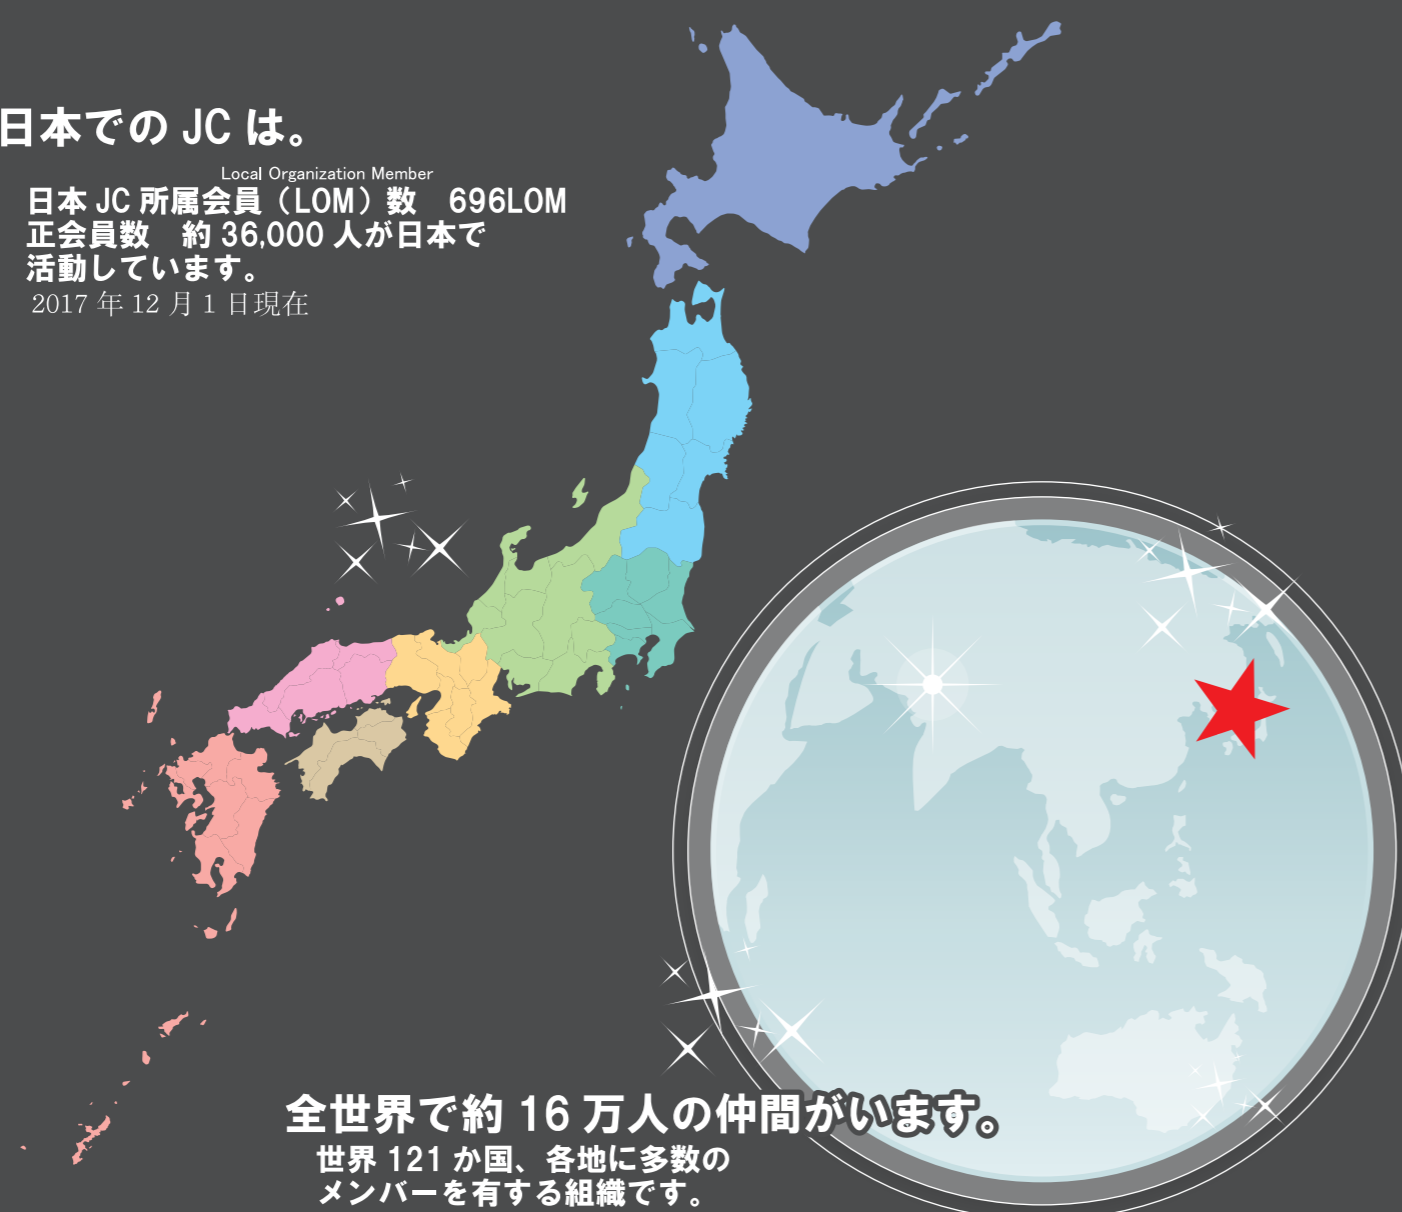 日本での JC は。
Local Organization Member
日本 JC 所属会員（LOM）数　696LOM
正会員数　約 36,000 人が日本で
活動しています。
2017 年 12 月 1 日現在
全世界で約 16 万人の仲間がいます。
世界 121 か国、各地に多数の
メンバーを有する組織です。